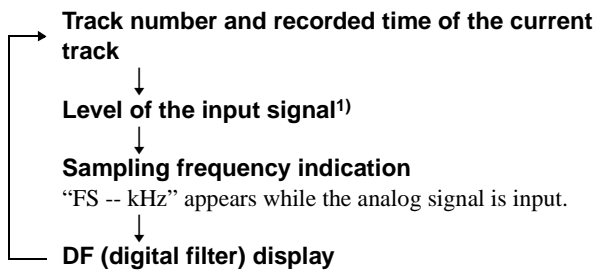 Track number and recorded time of the current
track
Level of the input signal1)
Sampling frequency indication
“FS -- kHz” appears while the analog signal is input.
DF (digital filter) display